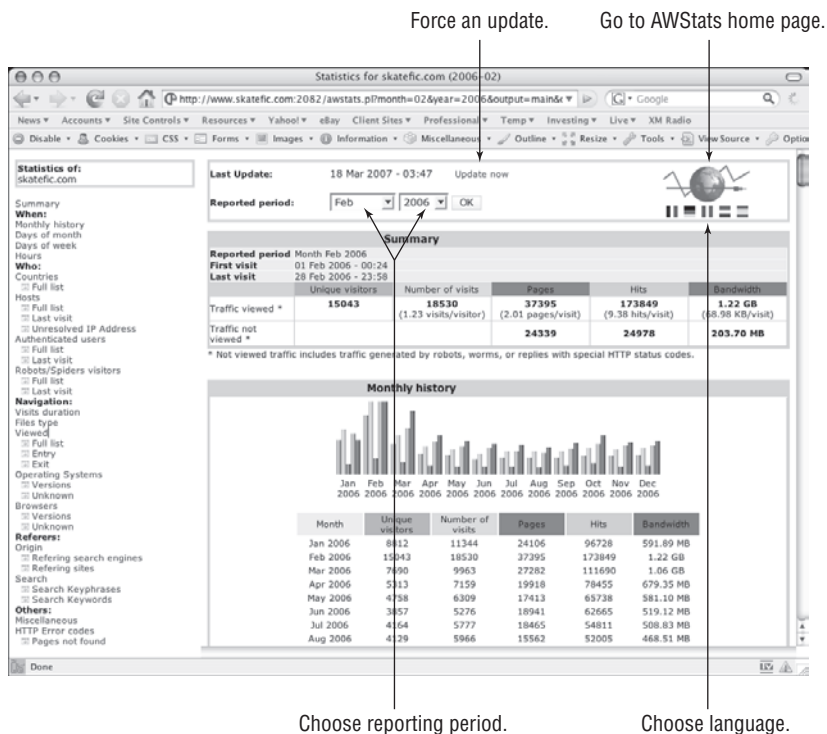 Force an update. Go to AWStats home page.
Statistics for skatefic.com (2006-02)
http://www.skatefic.com:2082/awstats.pl?month=02&year=2006&output=main&
Google
News Accounts Site Controls Resources Yahoo! eBay Client Sites Professional Temp Investing Live XM Radio
Disable Cookies CSS Forms Images Information Miscellaneous Outline Resize Tools View Source Optio
Statistics of:
skatefic.com
Summary
When:
Monthly history
Days of month
Days of week
Hours
Who:
Countries
Full list
Hosts
Full list
Last visit
Unresolved IP Address
Authenticated users
Full list
Last visit
Robots/Spiders visitors
Full list
Last visit
Navigation:
Visits duration
Files type
Viewed
Full list
Entry
Exit
Operating Systems
Versions
Unknown
Browsers
Versions
Unknown
Referers:
Origin
Refering search engines
Refering sites
Search
Search Keyphrases
Search Keywords
Others:
Miscellaneous
HTTP Error codes
Pages not found
Last Update: 18 Mar 2007 - 03:47 Update now
Reported period: Feb 2006 OK
Summary
Reported period Month Feb 2006
First visit 01 Feb 2006 - 00:24
Last visit 28 Feb 2006 - 23:58
Unique visitors Number of visits Pages Hits Bandwidth
Traffic viewed * 15043 18530 37395 173849 1.22 GB
(1.23 visits/visitor) (2.01 pages/visit) (9.38 hits/visit) (68.98 KB/visit)
Traffic not viewed * 24339 24978 203.70 MB
* Not viewed traffic includes traffic generated by robots, worms, or replies with special HTTP status codes.
Monthly history
Jan Feb Mar Apr May Jun Jul Aug Sep Oct Nov Dec
2006 2006 2006 2006 2006 2006 2006 2006 2006 2006 2006 2006
Month Unique visitors Number of visits Pages Hits Bandwidth
Jan 2006 8812 11344 24106 96728 591.89 MB
Feb 2006 15043 18530 37395 173849 1.22 GB
Mar 2006 7690 9963 27282 111690 1.06 GB
Apr 2006 5313 7159 19918 78455 679.35 MB
May 2006 4758 6309 17413 65738 581.10 MB
Jun 2006 3857 5276 18941 62665 519.12 MB
Jul 2006 4164 5777 18465 54811 508.83 MB
Aug 2006 4129 5966 15562 52005 468.51 MB
Done
Choose reporting period. Choose language.